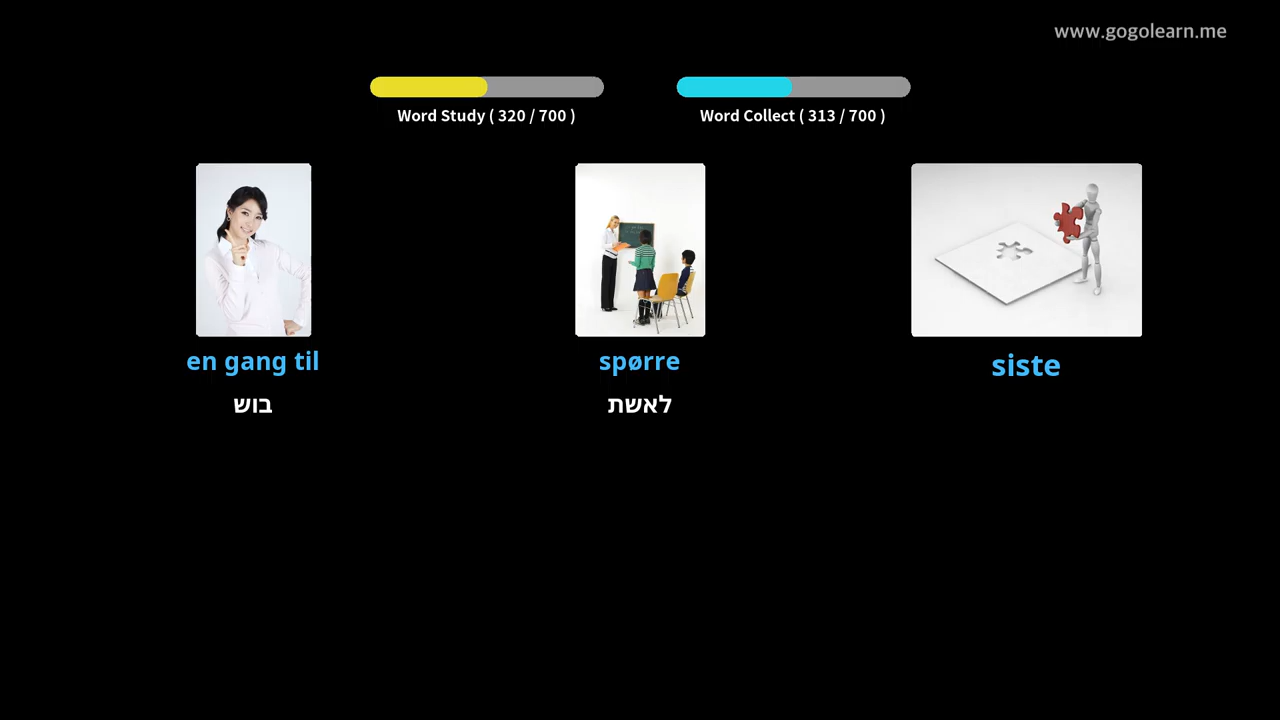 www.gogolearn.me
Word Study ( 320 / 700 )
Word Collect ( 313 / 700 )
en gang til
בוש
spørre
לאשת
siste